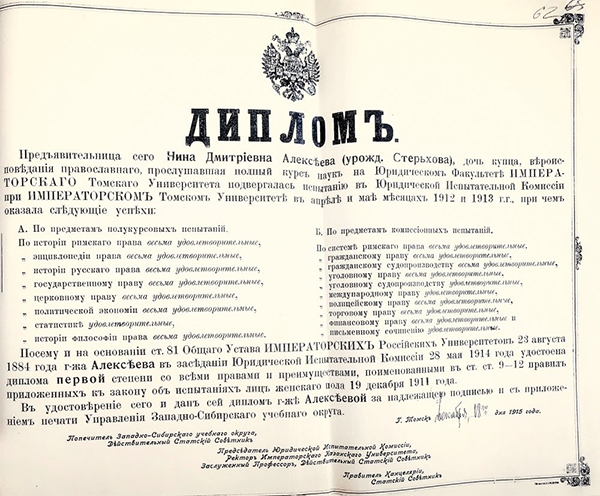 62
ДИПЛОМЪ.
Предъявительница сего Нина Дмитріевна Алексѣева (урожд. Стерьхова), дочь купца, вѣроис-
повѣданія православнаго, прослушавшая полный курсъ наукъ на Юридическомъ Факультетѣ ИМПЕРА-
ТОРСКАГО Томскаго Университета подвергалась испытанію въ Юридической Испытательной Комиссіи
при ИМПЕРАТОРСКОМЪ Томскомъ Университетѣ въ апрѣлѣ и маѣ мѣсяцахъ 1912 и 1913 г.г., при чемъ
оказала слѣдующіе успѣхи:
А. По предметамъ полукурсовыхъ испытаній.
По исторіи римскаго права весьма удовлетворительные,
„ энциклопедіи права весьма удовлетворительные,
„ исторіи русскаго права весьма удовлетворительные,
„ государственному праву весьма удовлетворительные,
„ церковному праву весьма удовлетворительные,
„ политической экономіи весьма удовлетворительные,
„ статистикѣ удовлетворительные,
„ исторіи философіи права весьма удовлетворительные,
Б. По предметамъ комиссіонныхъ испытаній.
По системѣ римскаго права весьма удовлетворительные,
„ гражданскому праву весьма удовлетворительные,
„ гражданскому судопроизводству весьма удовлетворительные,
„ уголовному праву весьма удовлетворительные,
„ уголовному судопроизводству удовлетворительные,
„ международному праву весьма удовлетворительные,
„ полицейскому праву весьма удовлетворительные,
„ торговому праву весьма удовлетворительные,
„ финансовому праву весьма удовлетворительные и
„ письменному сочиненію удовлетворительные.
Посему и на основаніи ст. 81 Общаго Устава ИМПЕРАТОРСКИХЪ Россійскихъ Университетовъ 23 августа
1884 года г-жа Алексѣева въ засѣданіи Юридической Испытательной Комиссіи 28 мая 1914 года удостоена
диплома первой степени со всѣми правами и преимуществами, поименованными въ ст. ст. 9—12 правилъ
приложенныхъ къ закону объ испытаніяхъ лицъ женскаго пола 19 декабря 1911 года.
Въ удостовѣреніе сего и данъ сей дипломъ г-жѣ Алексѣевой за надлежащею подписью и съ приложе-
ніемъ печати Управленія Западно-Сибирскаго учебнаго округа.
Г. Томскъ Декабря, 18 дня 1915 года.
Попечитель Западно-Сибирскаго учебнаго округа,
Дѣйствительный Статскій Совѣтникъ
Предсѣдатель Юридической Испытательной Комиссіи,
Ректоръ Императорскаго Казанскаго Университета,
Заслуженный Профессоръ, Дѣйствительный Статскій Совѣтникъ
Правитель Канцеляріи,
Статскій Совѣтникъ